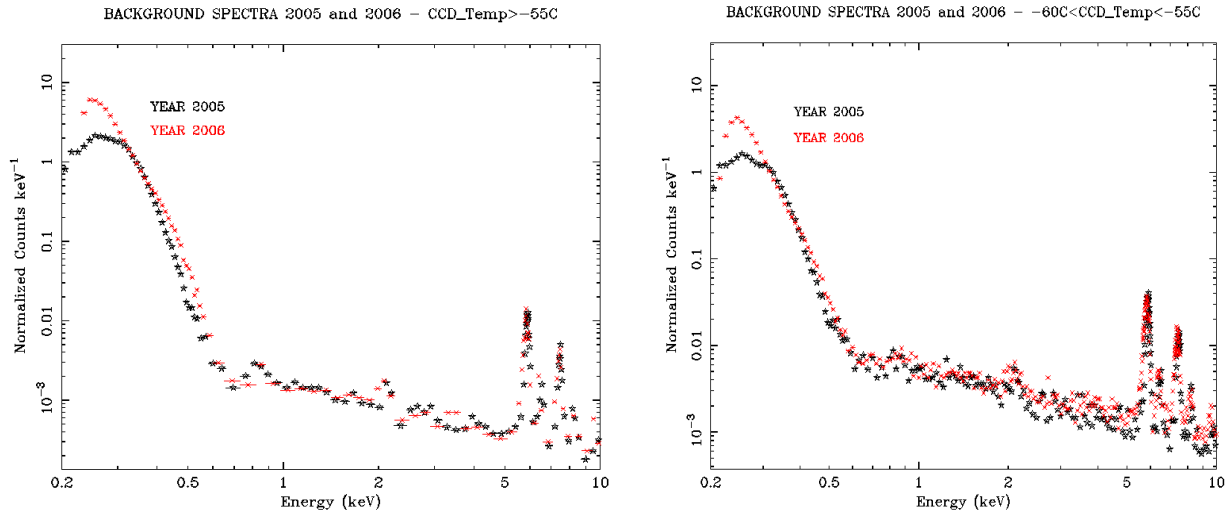 BACKGROUND SPECTRA 2005 and 2006 - CCD_Temp>-55C
10
1
0.1
0.01
10⁻³
Normalized Counts keV⁻¹
YEAR 2005
YEAR 2006
0.2 0.5 1 2 5 10
Energy (keV)
BACKGROUND SPECTRA 2005 and 2006 - -60C<CCD_Temp<-55C
10
1
0.1
0.01
10⁻³
Normalized Counts keV⁻¹
YEAR 2005
YEAR 2006
0.2 0.5 1 2 5 10
Energy (keV)